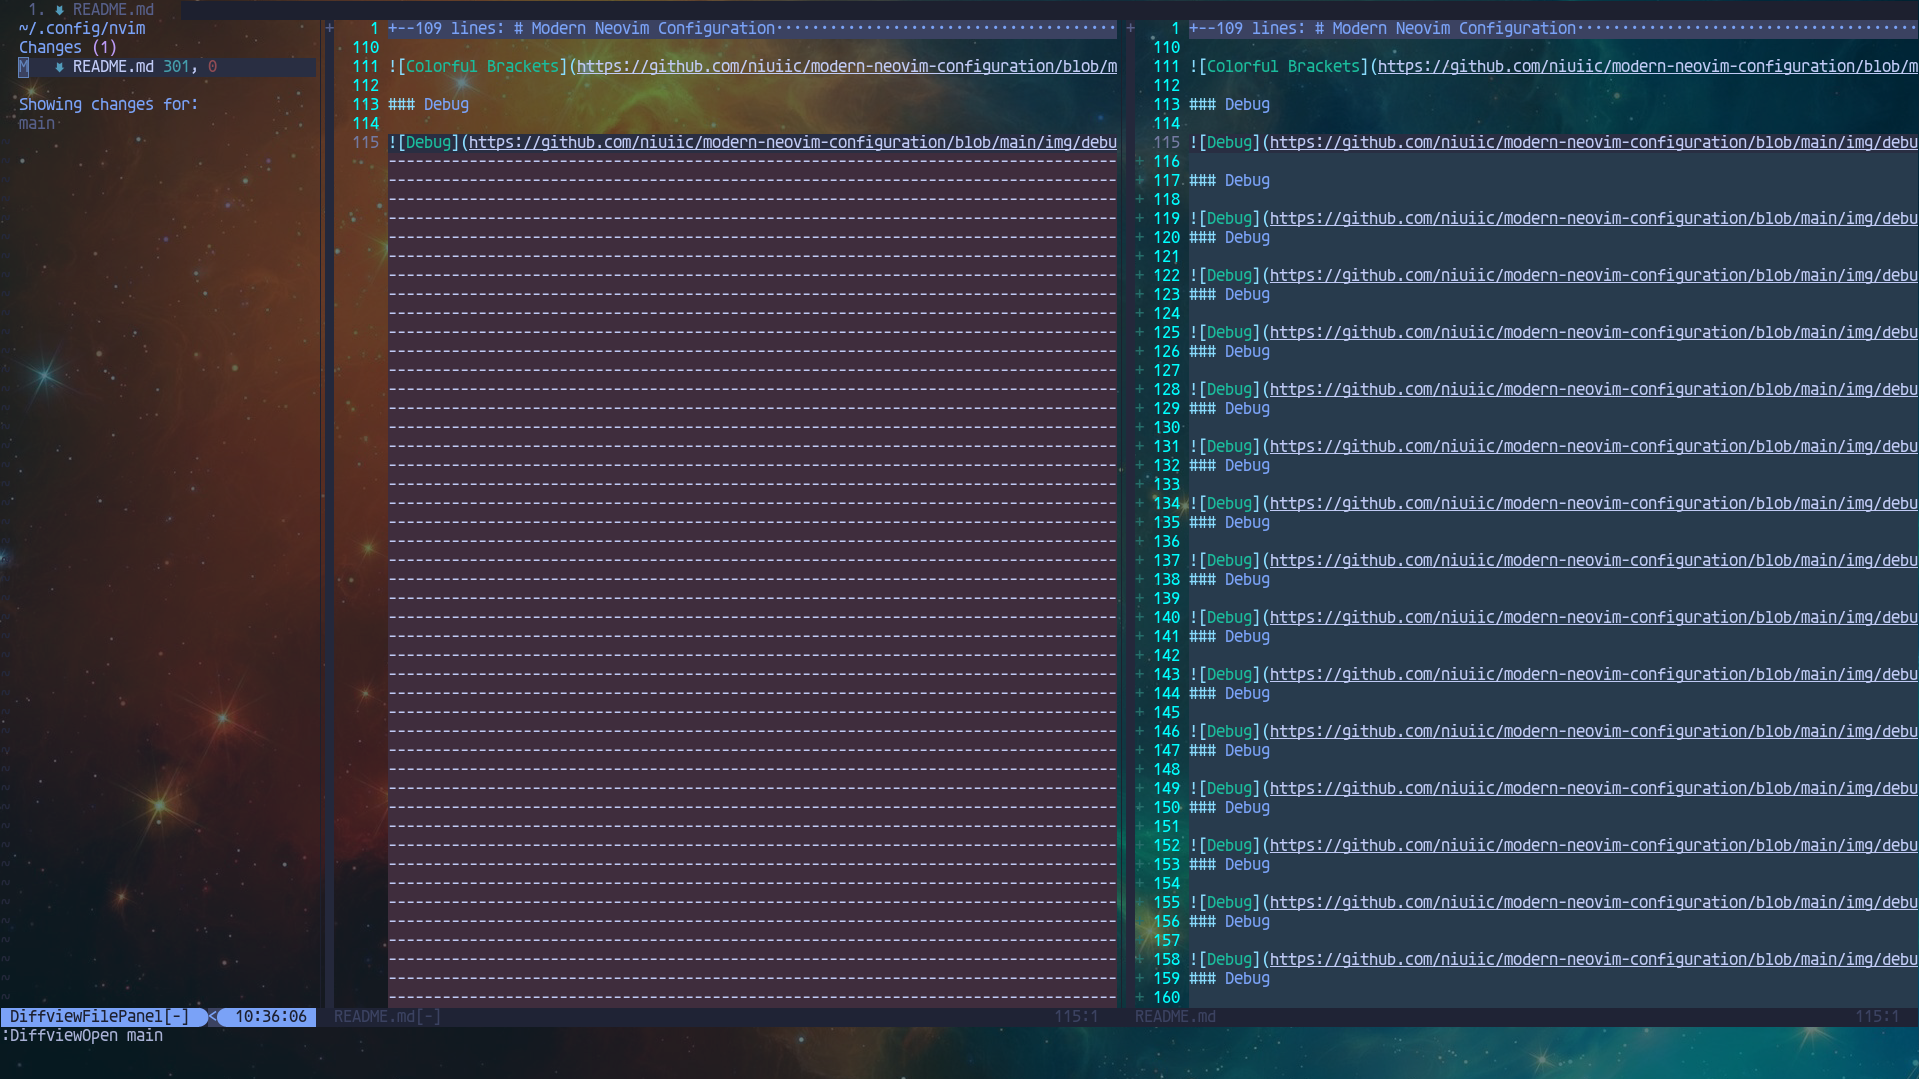 1. README.md
~/.config/nvim
Changes (1)
M README.md 301, 0
Showing changes for:
main
+ 1 +--109 lines: # Modern Neovim Configuration
110
111 ![Colorful Brackets](https://github.com/niuiic/modern-neovim-configuration/blob/m
112
113 ### Debug
114
115 ![Debug](https://github.com/niuiic/modern-neovim-configuration/blob/main/img/debu
+ 1 +--109 lines: # Modern Neovim Configuration
110
111 ![Colorful Brackets](https://github.com/niuiic/modern-neovim-configuration/blob/m
112
113 ### Debug
114
115 ![Debug](https://github.com/niuiic/modern-neovim-configuration/blob/main/img/debu
+ 116
+ 117 ### Debug
+ 118
+ 119 ![Debug](https://github.com/niuiic/modern-neovim-configuration/blob/main/img/debu
+ 120 ### Debug
+ 121
+ 122 ![Debug](https://github.com/niuiic/modern-neovim-configuration/blob/main/img/debu
+ 123 ### Debug
+ 124
+ 125 ![Debug](https://github.com/niuiic/modern-neovim-configuration/blob/main/img/debu
+ 126 ### Debug
+ 127
+ 128 ![Debug](https://github.com/niuiic/modern-neovim-configuration/blob/main/img/debu
+ 129 ### Debug
+ 130
+ 131 ![Debug](https://github.com/niuiic/modern-neovim-configuration/blob/main/img/debu
+ 132 ### Debug
+ 133
+ 134 ![Debug](https://github.com/niuiic/modern-neovim-configuration/blob/main/img/debu
+ 135 ### Debug
+ 136
+ 137 ![Debug](https://github.com/niuiic/modern-neovim-configuration/blob/main/img/debu
+ 138 ### Debug
+ 139
+ 140 ![Debug](https://github.com/niuiic/modern-neovim-configuration/blob/main/img/debu
+ 141 ### Debug
+ 142
+ 143 ![Debug](https://github.com/niuiic/modern-neovim-configuration/blob/main/img/debu
+ 144 ### Debug
+ 145
+ 146 ![Debug](https://github.com/niuiic/modern-neovim-configuration/blob/main/img/debu
+ 147 ### Debug
+ 148
+ 149 ![Debug](https://github.com/niuiic/modern-neovim-configuration/blob/main/img/debu
+ 150 ### Debug
+ 151
+ 152 ![Debug](https://github.com/niuiic/modern-neovim-configuration/blob/main/img/debu
+ 153 ### Debug
+ 154
+ 155 ![Debug](https://github.com/niuiic/modern-neovim-configuration/blob/main/img/debu
+ 156 ### Debug
+ 157
+ 158 ![Debug](https://github.com/niuiic/modern-neovim-configuration/blob/main/img/debu
+ 159 ### Debug
+ 160
DiffviewFilePanel[-] < 10:36:06 README.md[-] 115:1 README.md 115:1
:DiffviewOpen main